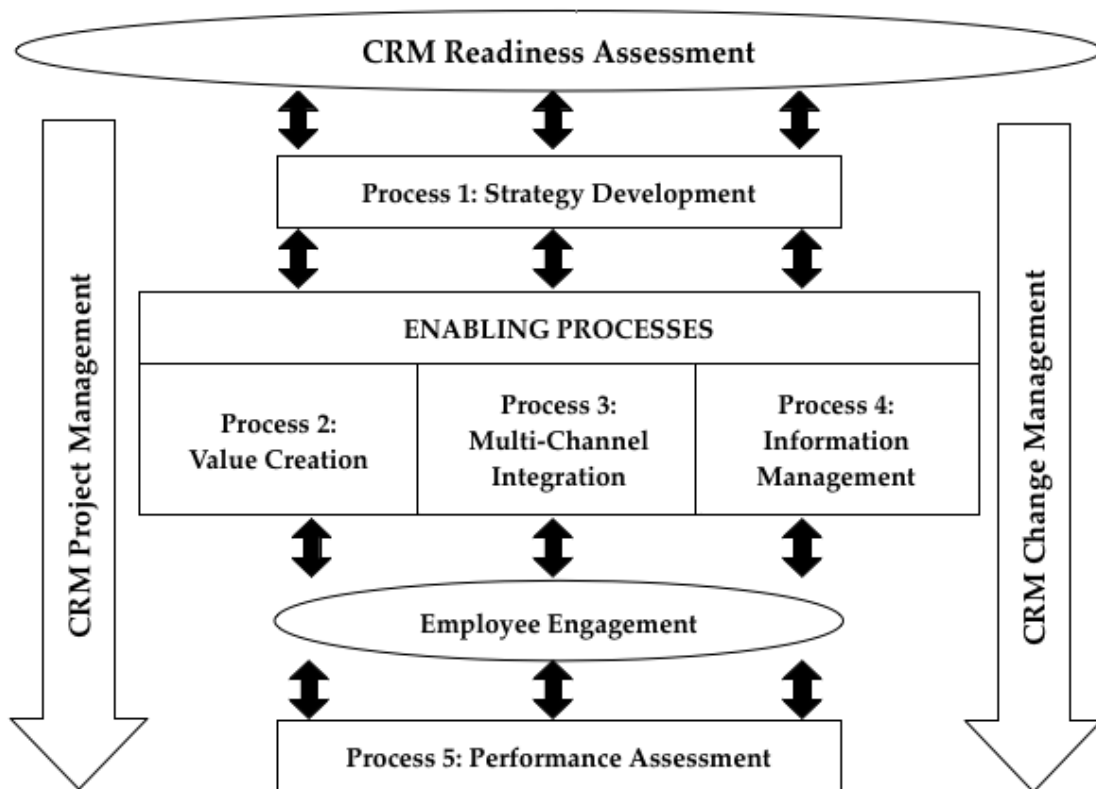 CRM Readiness Assessment
Process 1: Strategy Development
CRM Project Management
ENABLING PROCESSES
Process 2:
Value Creation
Process 3:
Multi-Channel
Integration
Process 4:
Information
Management
CRM Change Management
Employee Engagement
Process 5: Performance Assessment